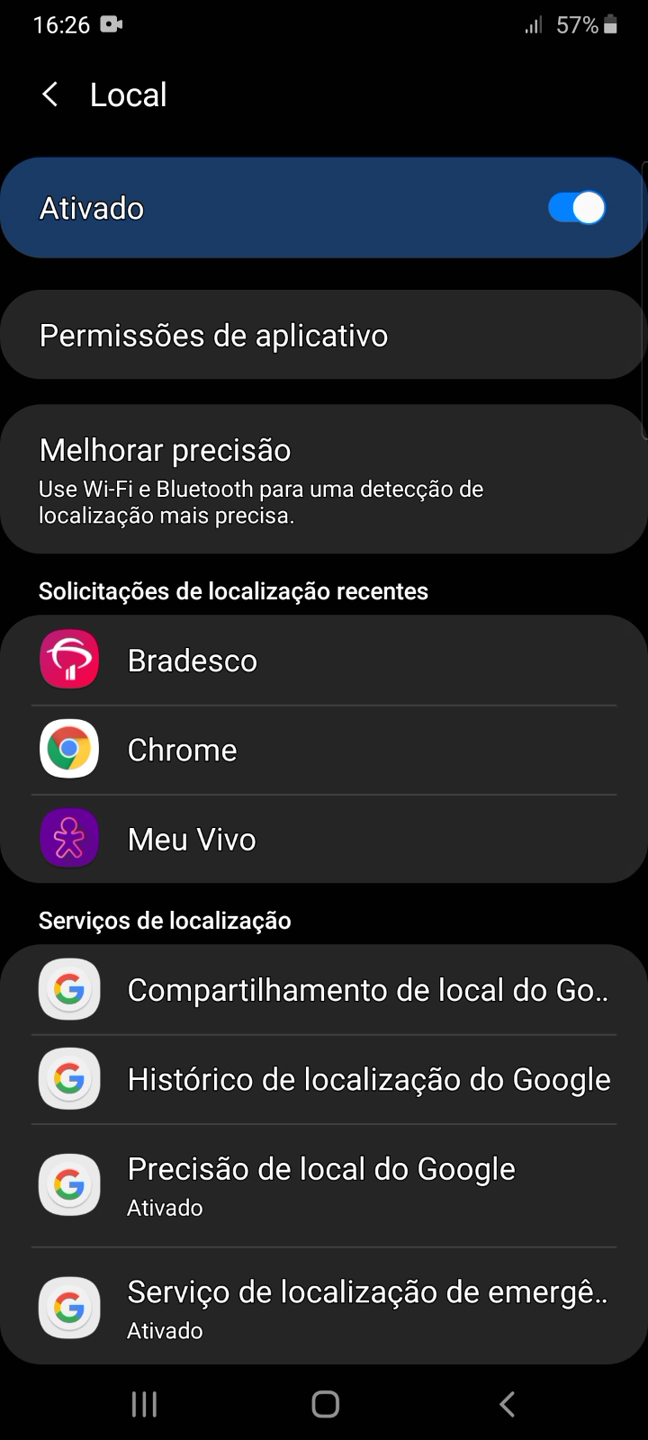 16:26
57%
Local
Ativado
Permissões de aplicativo
Melhorar precisão
Use Wi-Fi e Bluetooth para uma detecção de
localização mais precisa.
Solicitações de localização recentes
Bradesco
Chrome
Meu Vivo
Serviços de localização
Compartilhamento de local do Go..
Histórico de localização do Google
Precisão de local do Google
Ativado
Serviço de localização de emergê..
Ativado